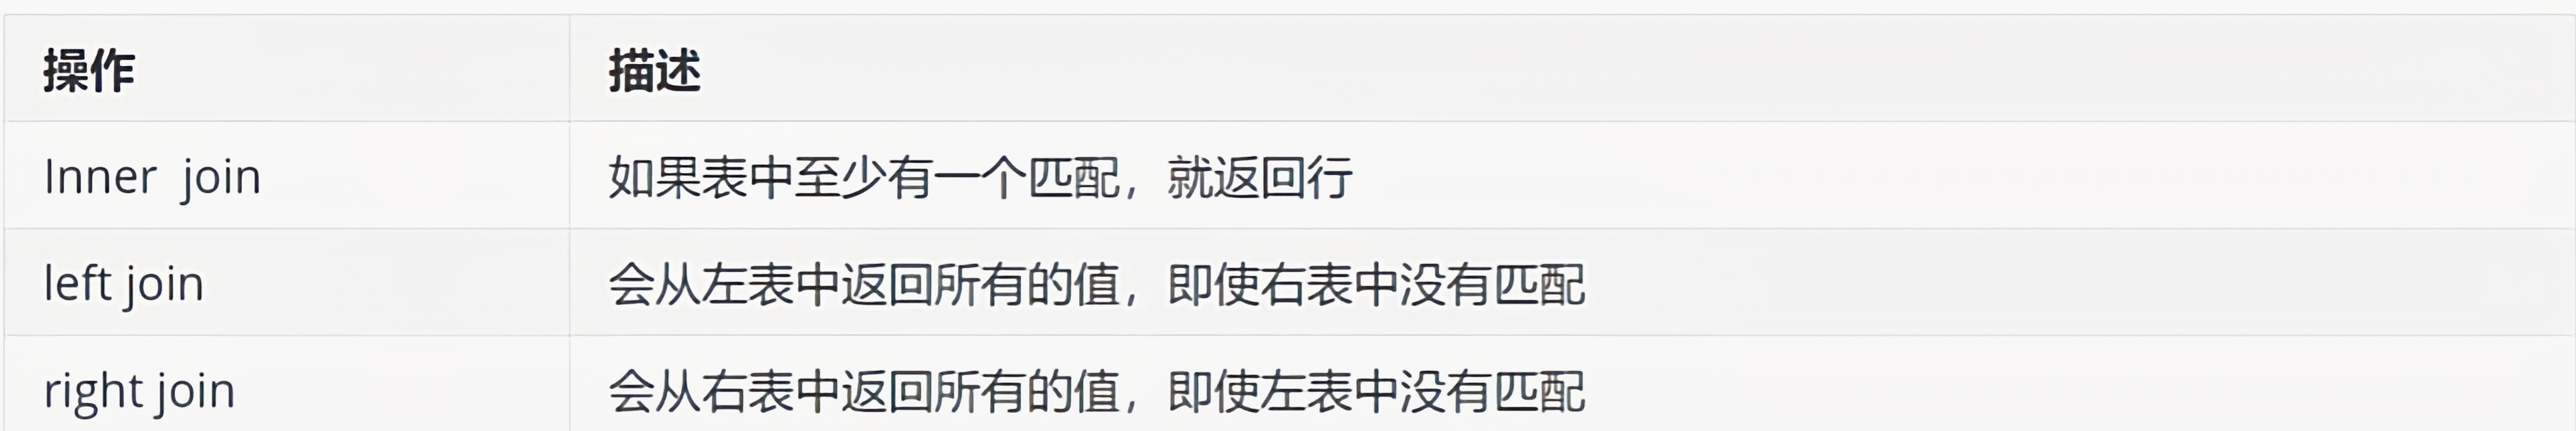 操作 描述
Inner  join 如果表中至少有一个匹配，就返回行
left join 会从左表中返回所有的值，即使右表中没有匹配
right join 会从右表中返回所有的值，即使左表中没有匹配